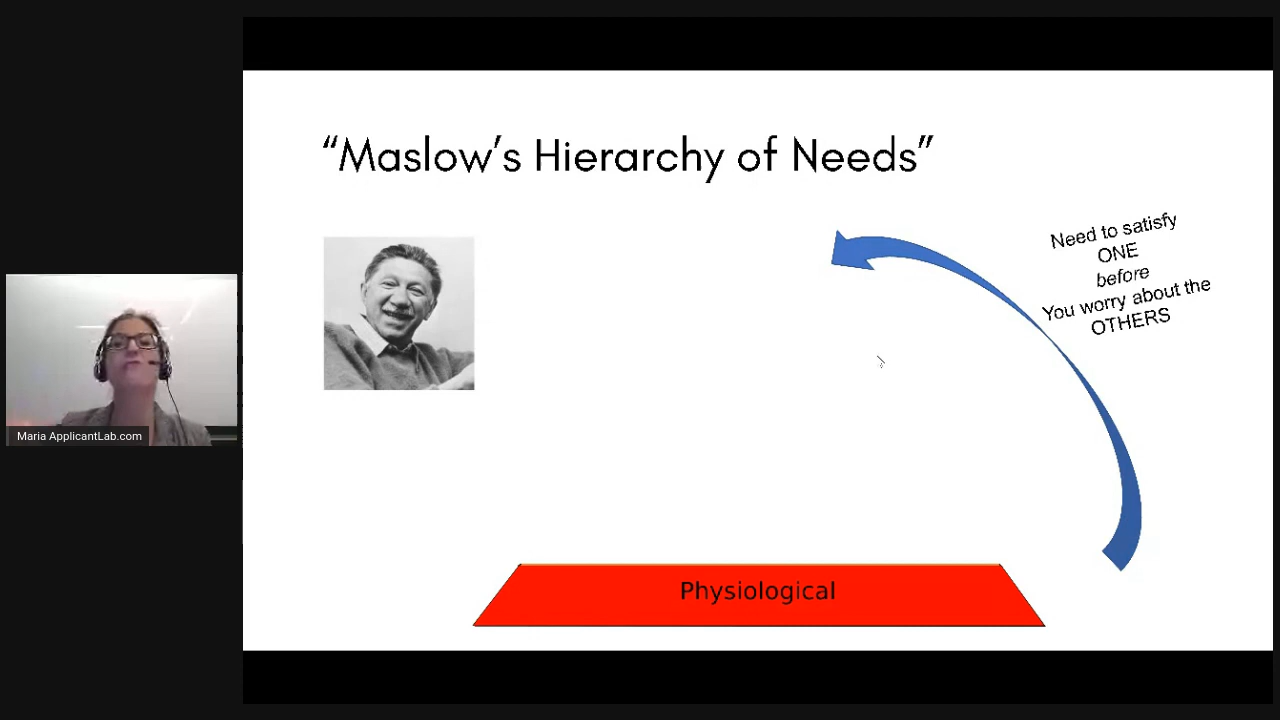 “Maslow’s Hierarchy of Needs”
Need to satisfy
ONE
before
You worry about the
OTHERS
Maria ApplicantLab.com
Physiological